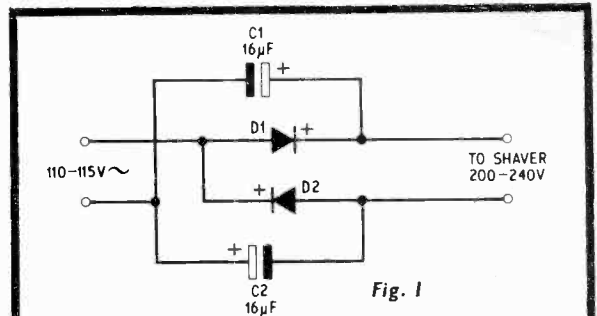 C1
16µF
+
D1
+
110-115V~
TO SHAVER
200-240V
+
D2
+
C2
16µF
Fig. 1